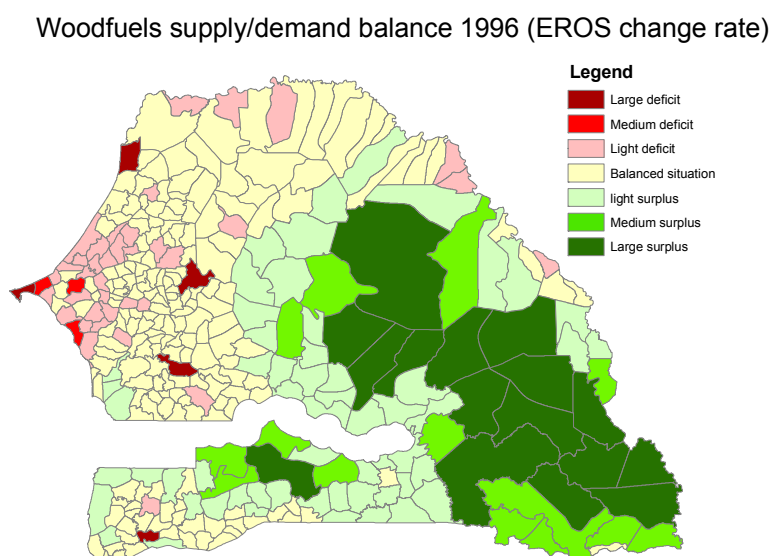 Woodfuels supply/demand balance 1996 (EROS change rate)
Legend
Large deficit
Medium deficit
Light deficit
Balanced situation
light surplus
Medium surplus
Large surplus